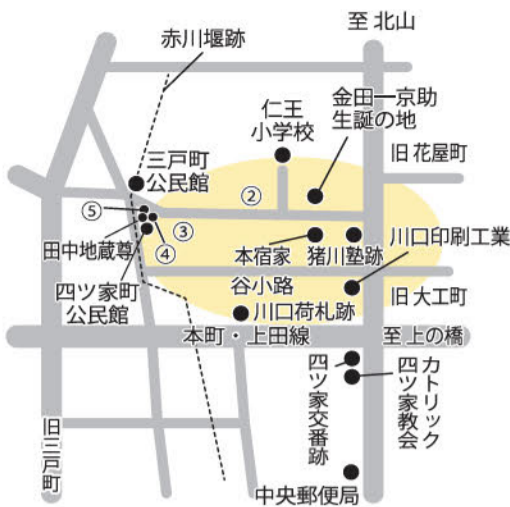 至 北山
赤川堰跡
金田一京助
生誕の地
仁王
小学校
旧 花屋町
三戸町
公民館
②
⑤
③
④
田中地蔵尊
本宿家
猪川塾跡
川口印刷工業
四ツ家町
公民館
谷小路
旧 大工町
川口荷札跡
本町・上田線
至 上の橋
四ツ家交番跡
カトリック
四ツ家教会
旧三戸町
中央郵便局